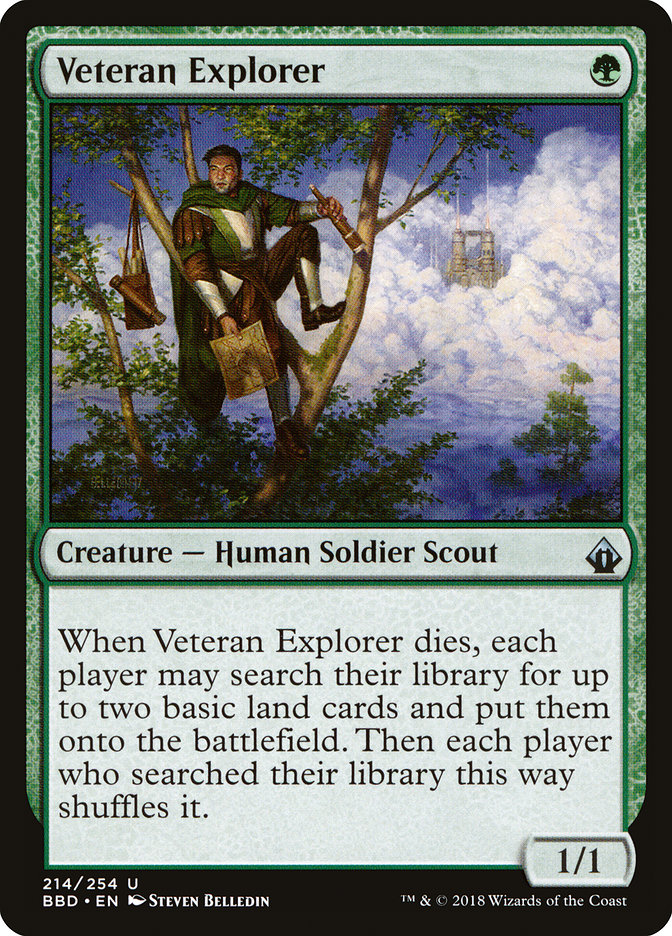 Veteran Explorer
Creature — Human Soldier Scout
When Veteran Explorer dies, each
player may search their library for up
to two basic land cards and put them
onto the battlefield. Then each player
who searched their library this way
shuffles it.
1/1
214/254 U
BBD • EN Steven Belledin
™ & © 2018 Wizards of the Coast